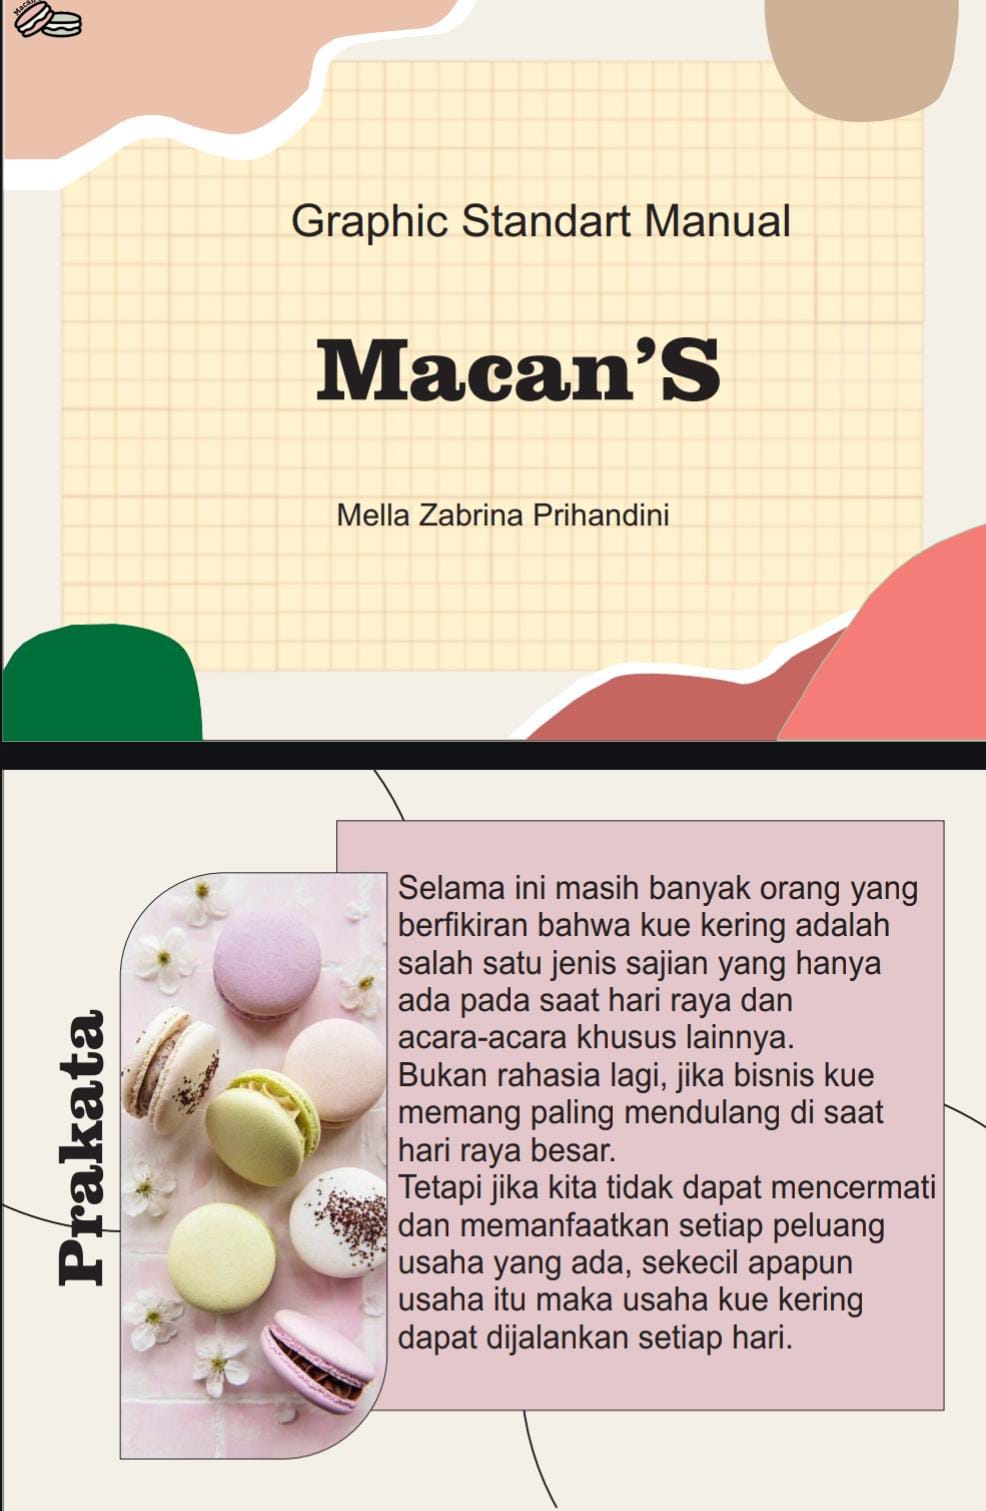 Macan
Graphic Standart Manual
Macan’S
Mella Zabrina Prihandini
Prakata
Selama ini masih banyak orang yang
berfikiran bahwa kue kering adalah
salah satu jenis sajian yang hanya
ada pada saat hari raya dan
acara-acara khusus lainnya.
Bukan rahasia lagi, jika bisnis kue
memang paling mendulang di saat
hari raya besar.
Tetapi jika kita tidak dapat mencermati
dan memanfaatkan setiap peluang
usaha yang ada, sekecil apapun
usaha itu maka usaha kue kering
dapat dijalankan setiap hari.